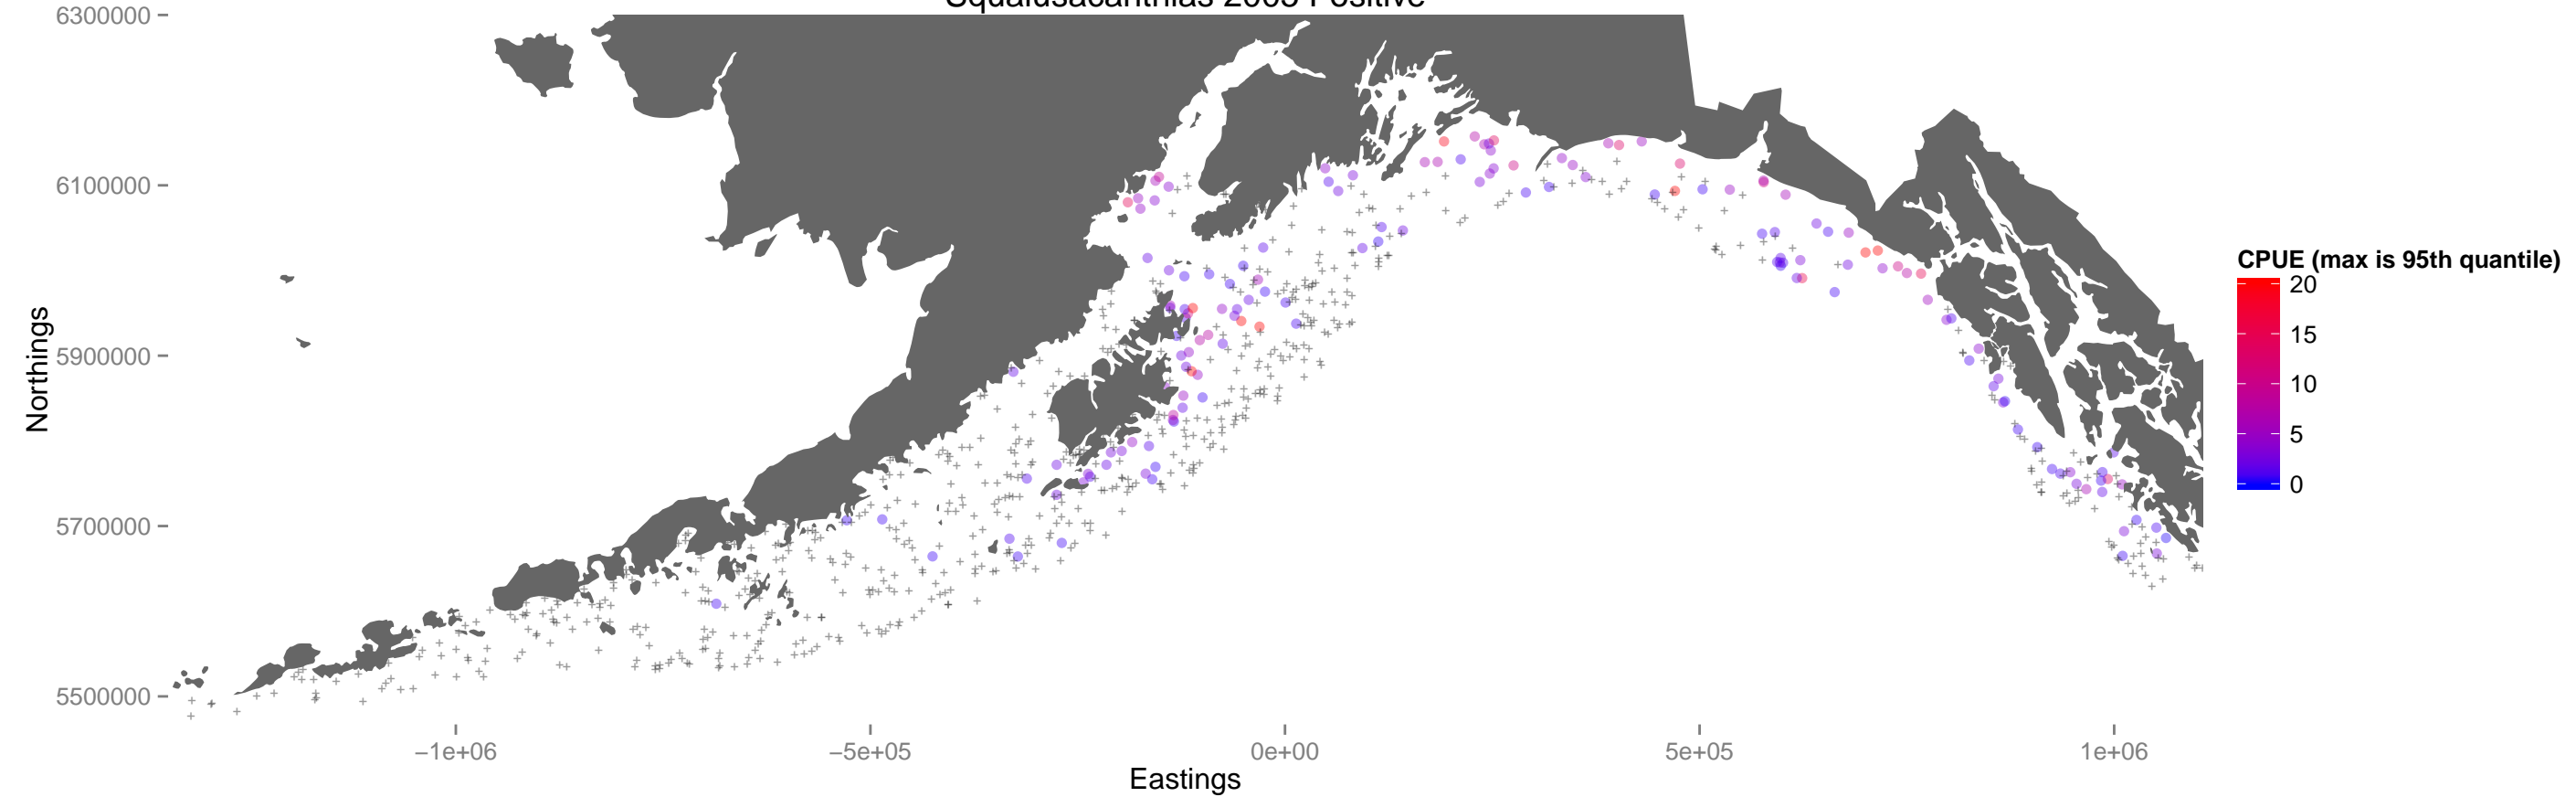 6300000
6100000
5900000
5700000
5500000
Northings
−1e+06
−5e+05
0e+00
5e+05
1e+06
Eastings
CPUE (max is 95th quantile)
20
15
10
5
0